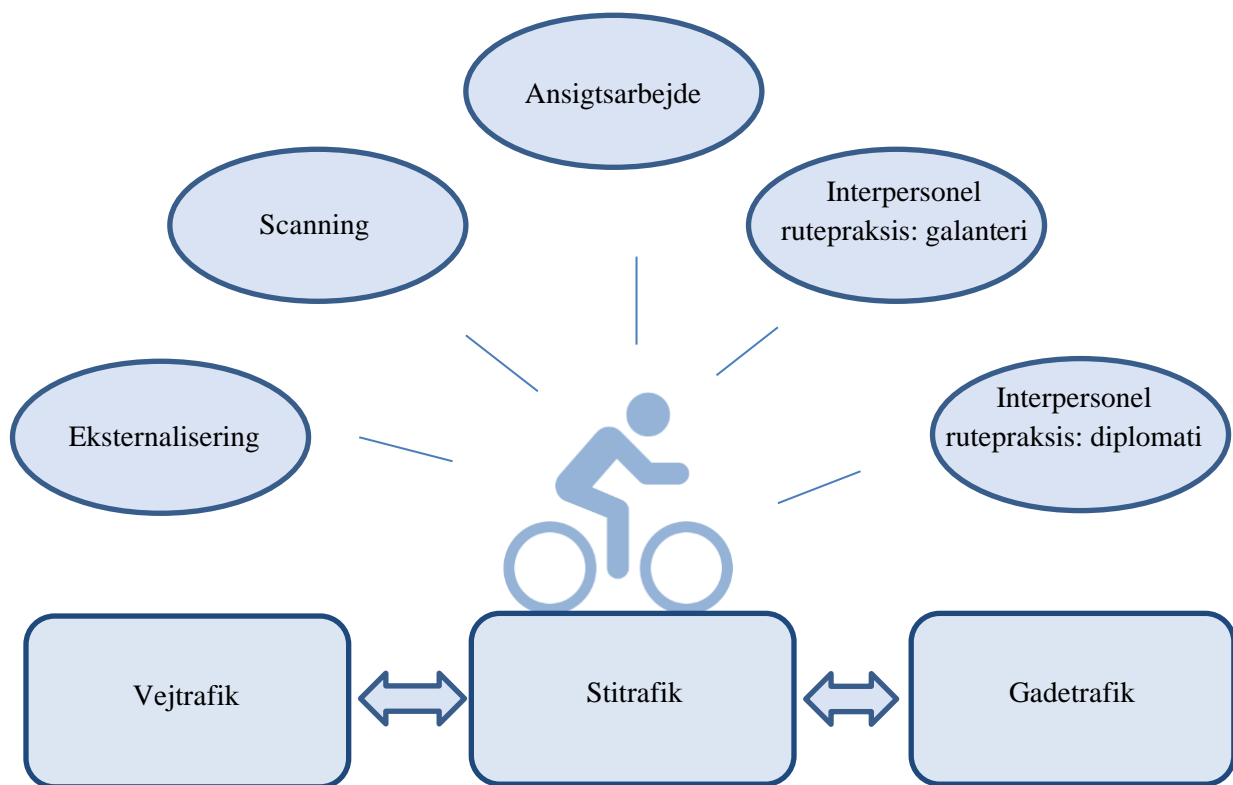 Ansigtsarbejde
Scanning
Interpersonel
rutepraksis: galanteri
Eksternalisering
Interpersonel
rutepraksis: diplomati
Vejtrafik
Stitrafik
Gadetrafik